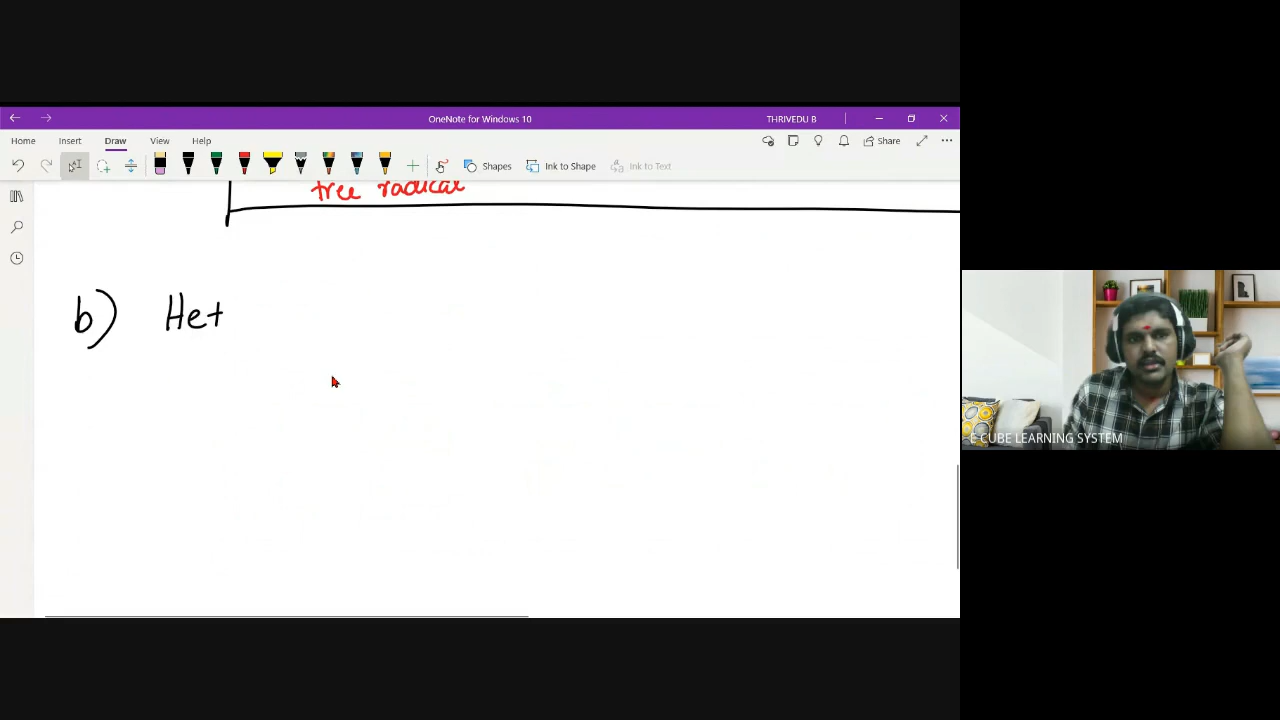 OneNote for Windows 10
THRIVEDU B
Home
Insert
Draw
View
Help
Share
Shapes
Ink to Shape
Ink to Text
free radical
b) Het
E CUBE LEARNING SYSTEM